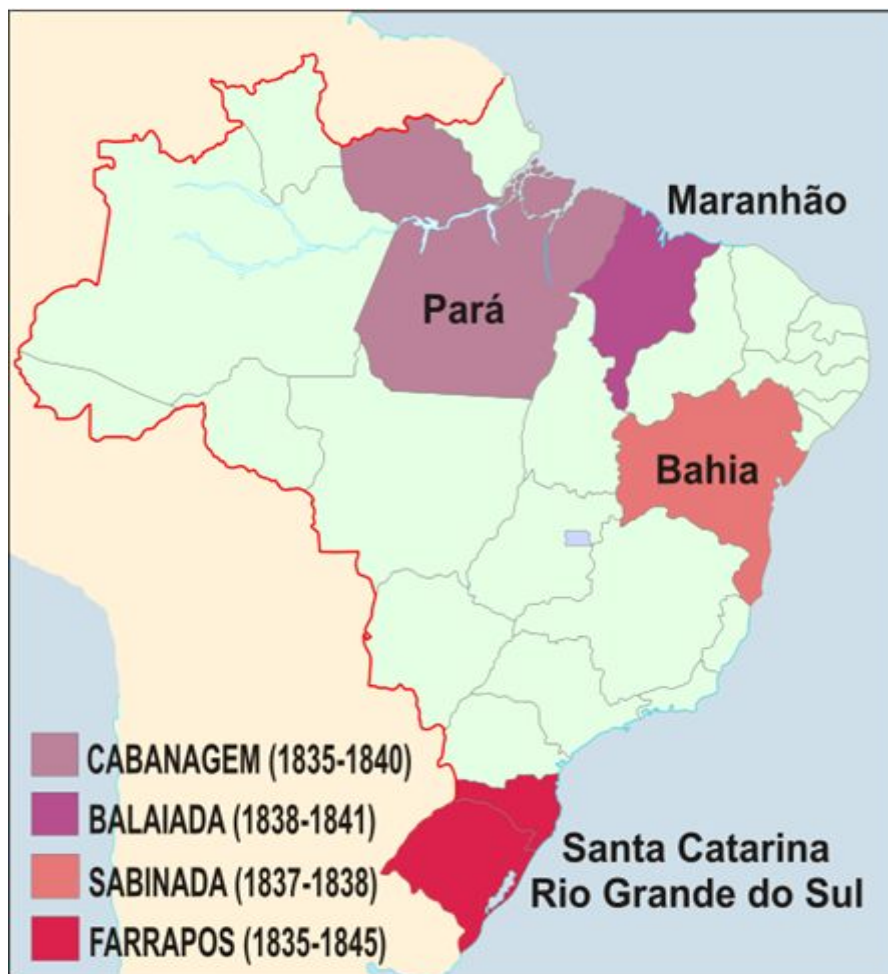 Maranhão
Pará
Bahia
CABANAGEM (1835-1840)
BALAIADA (1838-1841)
SABINADA (1837-1838)
FARRAPOS (1835-1845)
Santa Catarina
Rio Grande do Sul